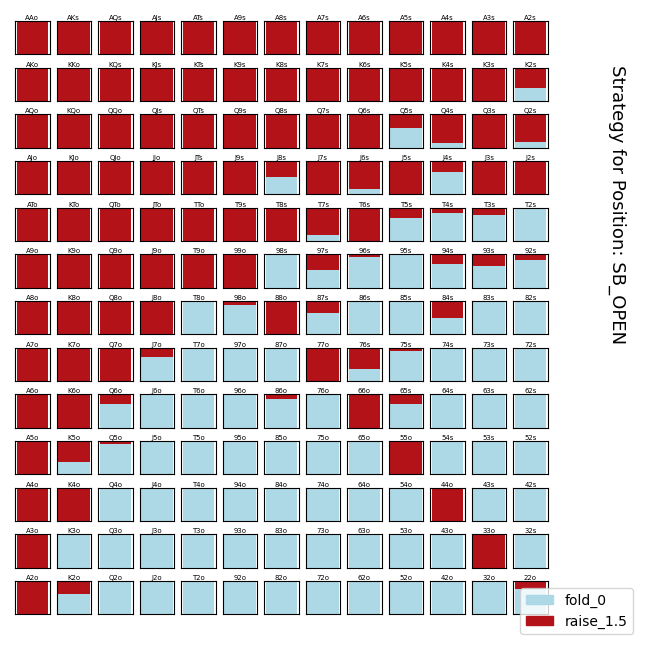 AAo AKs AQs AJs ATs A9s A8s A7s A6s A5s A4s A3s A2s
AKo KKo KQs KJs KTs K9s K8s K7s K6s K5s K4s K3s K2s
AQo KQo QQo QJs QTs Q9s Q8s Q7s Q6s Q5s Q4s Q3s Q2s
AJo KJo QJo JJo JTs J9s J8s J7s J6s J5s J4s J3s J2s
ATo KTo QTo JTo TTo T9s T8s T7s T6s T5s T4s T3s T2s
A9o K9o Q9o J9o T9o 99o 98s 97s 96s 95s 94s 93s 92s
A8o K8o Q8o J8o T8o 98o 88o 87s 86s 85s 84s 83s 82s
A7o K7o Q7o J7o T7o 97o 87o 77o 76s 75s 74s 73s 72s
A6o K6o Q6o J6o T6o 96o 86o 76o 66o 65s 64s 63s 62s
A5o K5o Q5o J5o T5o 95o 85o 75o 65o 55o 54s 53s 52s
A4o K4o Q4o J4o T4o 94o 84o 74o 64o 54o 44o 43s 42s
A3o K3o Q3o J3o T3o 93o 83o 73o 63o 53o 43o 33o 32s
A2o K2o Q2o J2o T2o 92o 82o 72o 62o 52o 42o 32o 22o
Strategy for Position: SB_OPEN
fold_0
raise_1.5